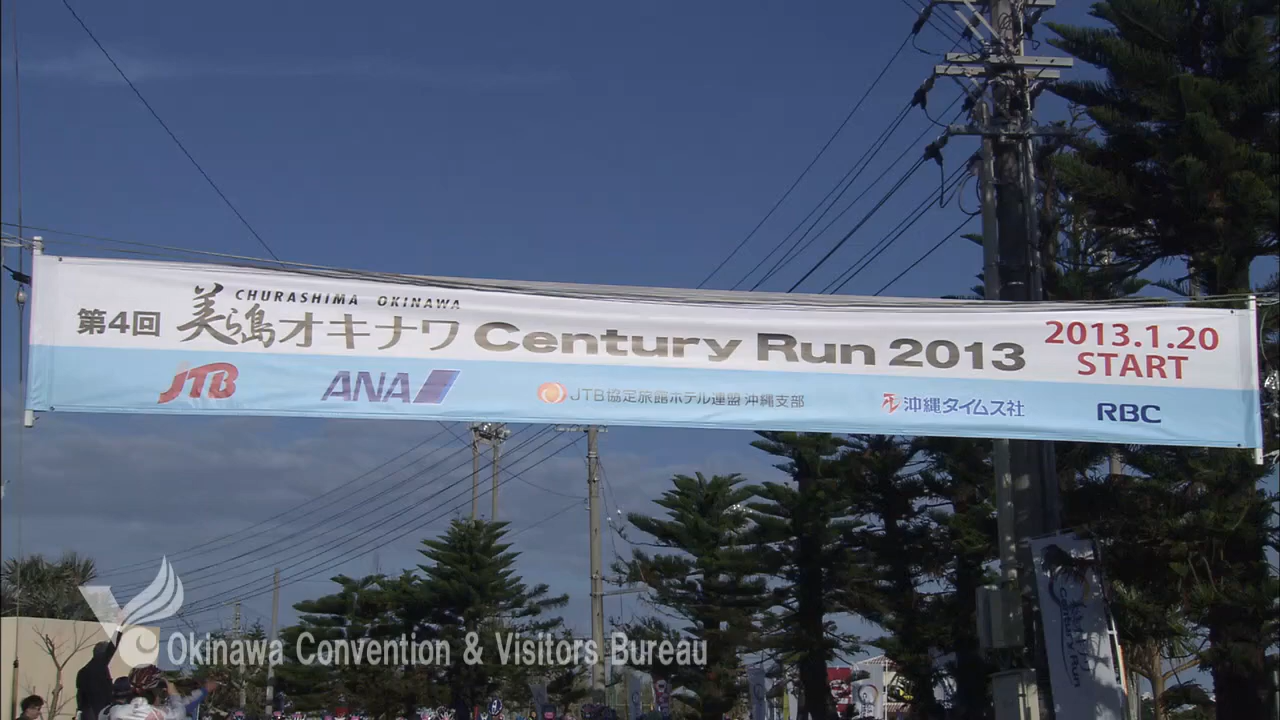 CHURASHIMA OKINAWA
第4回 美ら島オキナワ Century Run 2013
2013.1.20
START
JTB ANA JTB協定旅館ホテル連盟 沖縄支部 沖縄タイムス社 RBC
Century Run
Okinawa Convention & Visitors Bureau